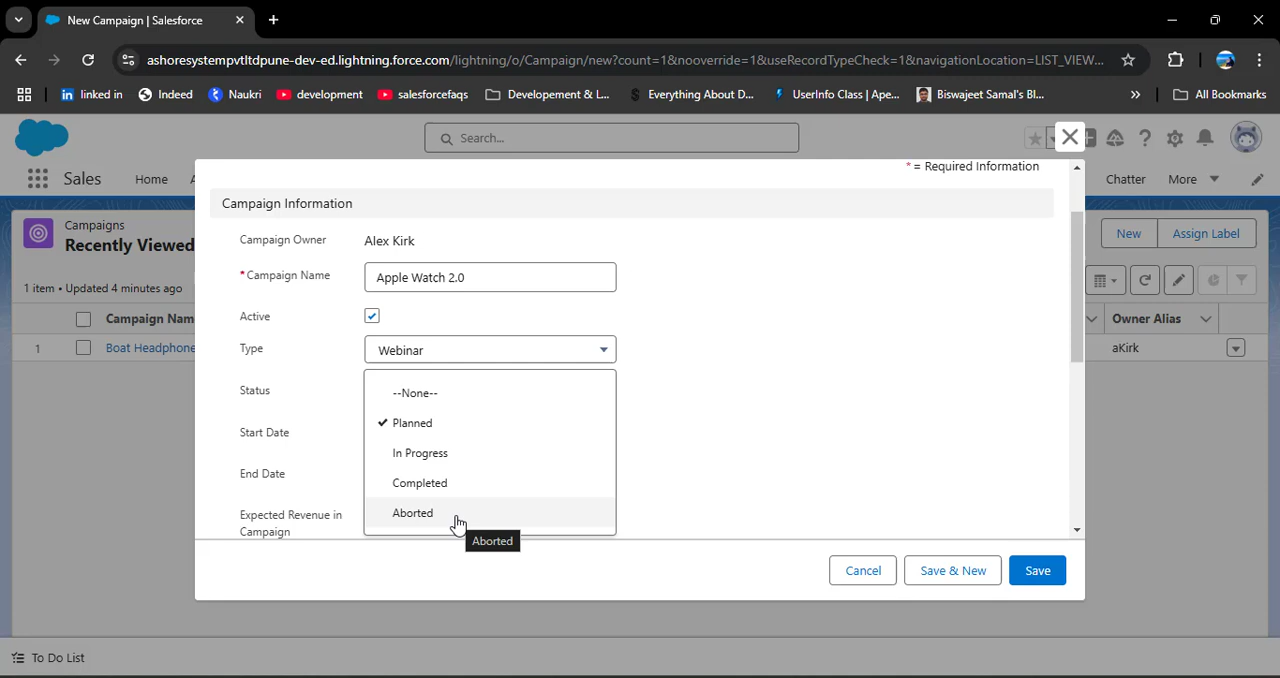 New Campaign | Salesforce
ashoresystempvtltdpune-dev-ed.lightning.force.com/lightning/o/Campaign/new?count=1&nooverride=1&useRecordTypeCheck=1&navigationLocation=LIST_VIEW...
linked in
Indeed
Naukri
development
salesforcefaqs
Developement & L...
Everything About D...
UserInfo Class | Ape...
Biswajeet Samal's Bl...
All Bookmarks
Search...
Sales
Home
Chatter
More
* = Required Information
Campaigns
Recently Viewed
New
Assign Label
1 item • Updated 4 minutes ago
Campaign Nam
Owner Alias
1
Boat Headphone
aKirk
Campaign Information
Campaign Owner
Alex Kirk
*Campaign Name
Apple Watch 2.0
Active
Type
Webinar
Status
--None--
Planned
In Progress
Completed
Aborted
Aborted
Start Date
End Date
Expected Revenue in
Campaign
Cancel
Save & New
Save
To Do List